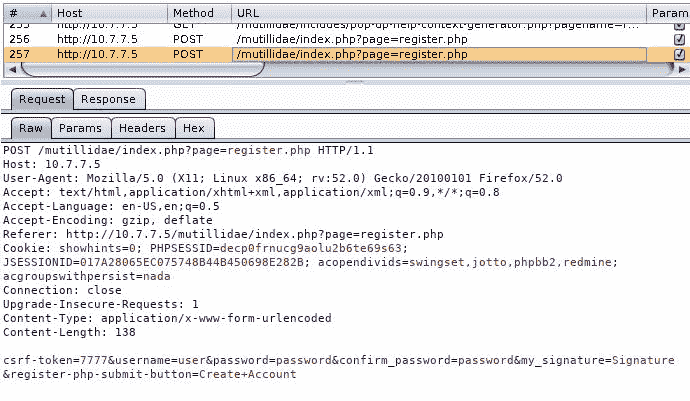 # Host Method URL Param
255 http://10.7.7.5 GET /mutillidae/includes/pop-up-help-context-generator.php?pagename=r...
256 http://10.7.7.5 POST /mutillidae/index.php?page=register.php
257 http://10.7.7.5 POST /mutillidae/index.php?page=register.php
Request Response
Raw Params Headers Hex
POST /mutillidae/index.php?page=register.php HTTP/1.1
Host: 10.7.7.5
User-Agent: Mozilla/5.0 (X11; Linux x86_64; rv:52.0) Gecko/20100101 Firefox/52.0
Accept: text/html,application/xhtml+xml,application/xml;q=0.9,*/*;q=0.8
Accept-Language: en-US,en;q=0.5
Accept-Encoding: gzip, deflate
Referer: http://10.7.7.5/mutillidae/index.php?page=register.php
Cookie: showhints=0; PHPSESSID=decp0frnucg9aolu2b6te69s63;
JSESSIONID=017A28065EC075748B44B450698E282B; acopendivids=swingset,jotto,phpbb2,redmine;
acgroupswithpersist=nada
Connection: close
Upgrade-Insecure-Requests: 1
Content-Type: application/x-www-form-urlencoded
Content-Length: 138
csrf-token=7777&username=user&password=password&confirm_password=password&my_signature=Signature
&register-php-submit-button=Create+Account